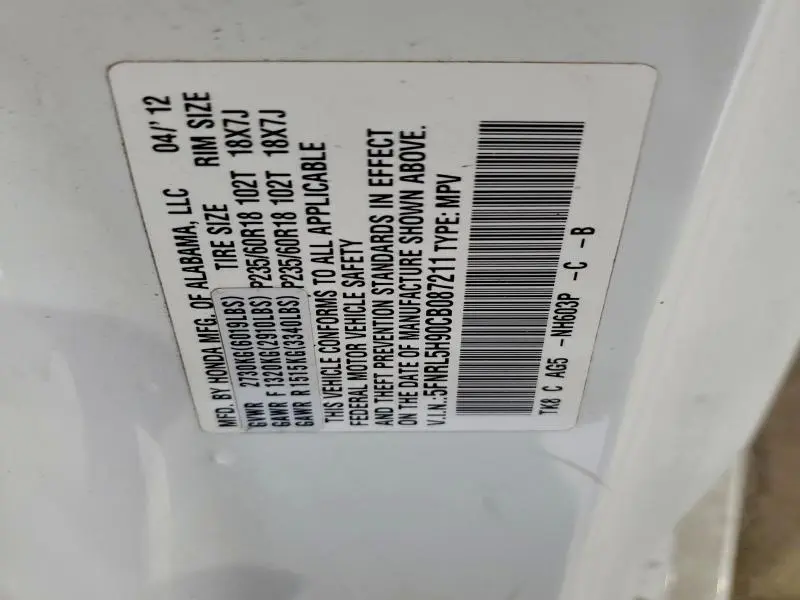 MFD. BY HONDA MFG. OF ALABAMA, LLC 04/'12
TIRE SIZE RIM SIZE
GVWR 2730KG(6019LBS)
GAWR F 1320KG(2910LBS) P235/60R18 102T 18X7J
GAWR R 1515KG(3340LBS) P235/60R18 102T 18X7J
THIS VEHICLE CONFORMS TO ALL APPLICABLE
FEDERAL MOTOR VEHICLE SAFETY
AND THEFT PREVENTION STANDARDS IN EFFECT
ON THE DATE OF MANUFACTURE SHOWN ABOVE.
V.I.N.:5FNRL5H90CB087211 TYPE: MPV
TK8 C AG5 -NH603P -C -B